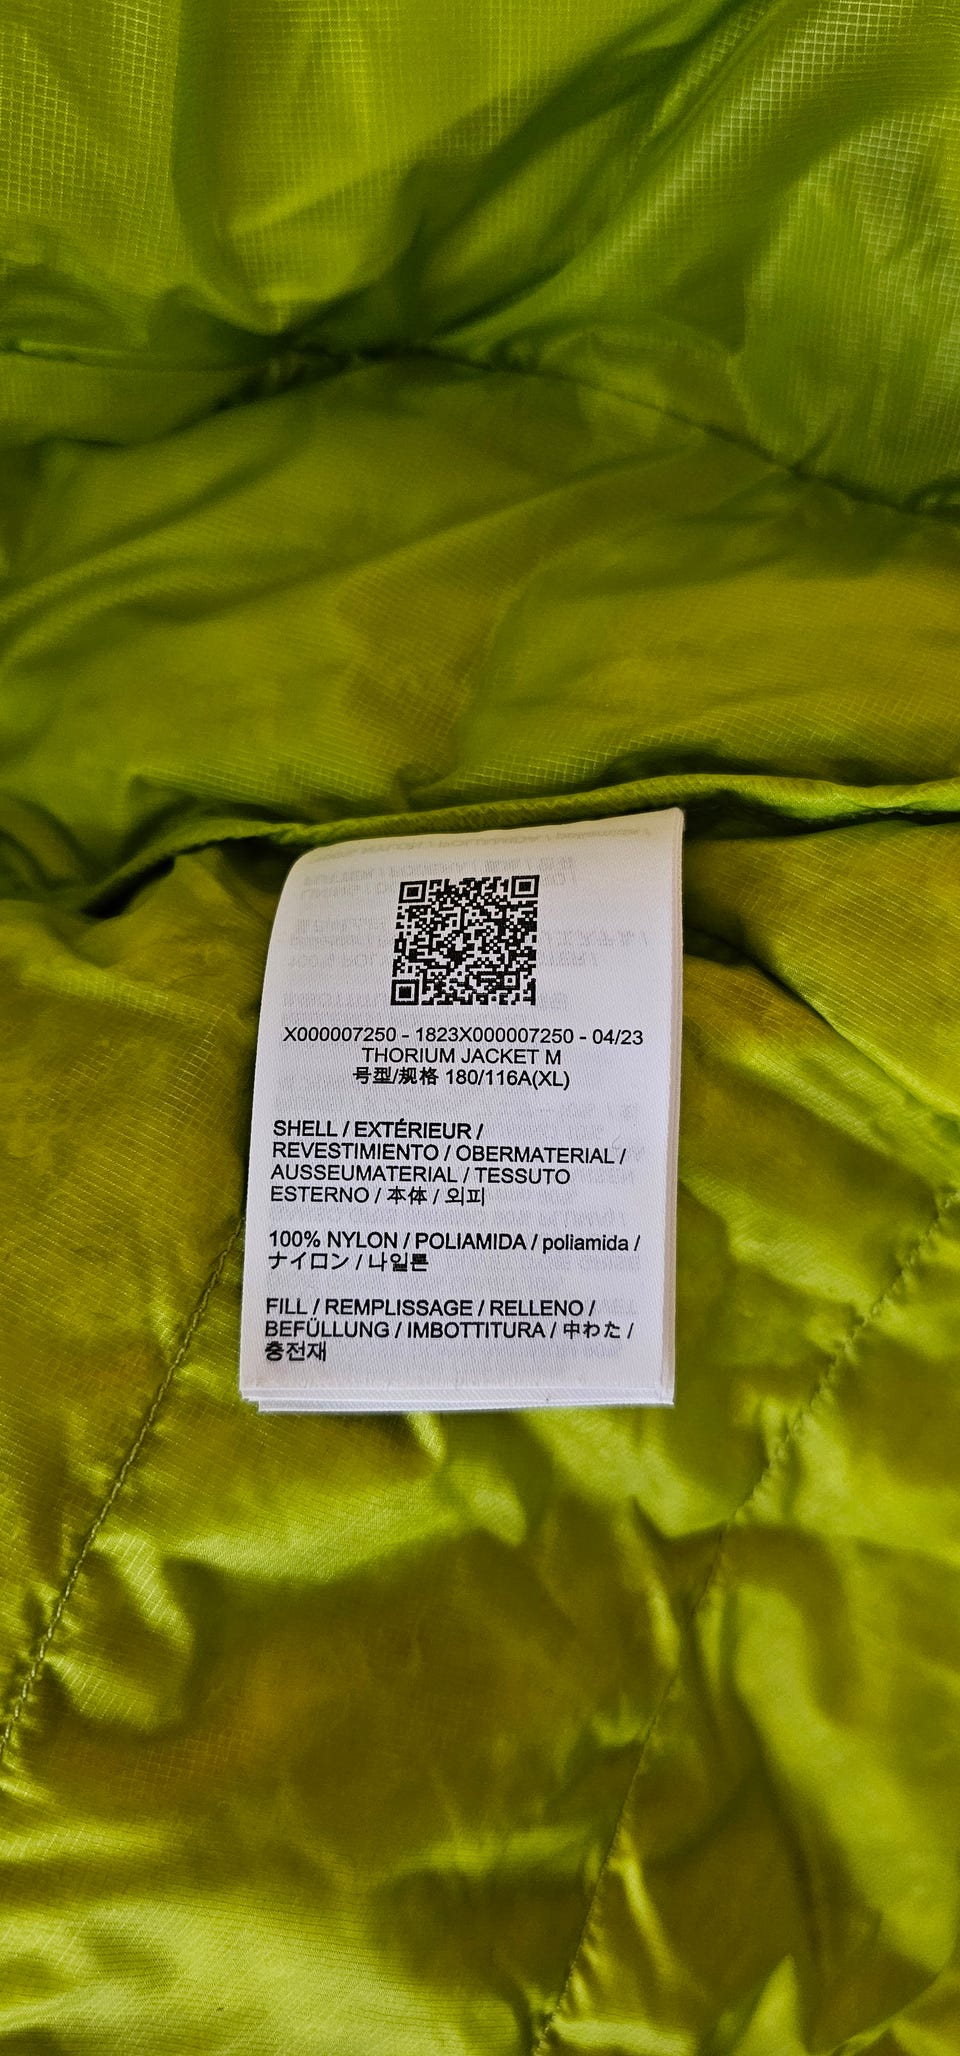 X000007250 - 1823X000007250 - 04/23
THORIUM JACKET M
号型/规格 180/116A(XL)
SHELL / EXTÉRIEUR /
REVESTIMIENTO / OBERMATERIAL /
AUSSEUMATERIAL / TESSUTO
ESTERNO / 本体 / 외피
100% NYLON / POLIAMIDA / poliamida /
ナイロン / 나일론
FILL / REMPLISSAGE / RELLENO /
BEFÜLLUNG / IMBOTTITURA / 中わた /
충전재